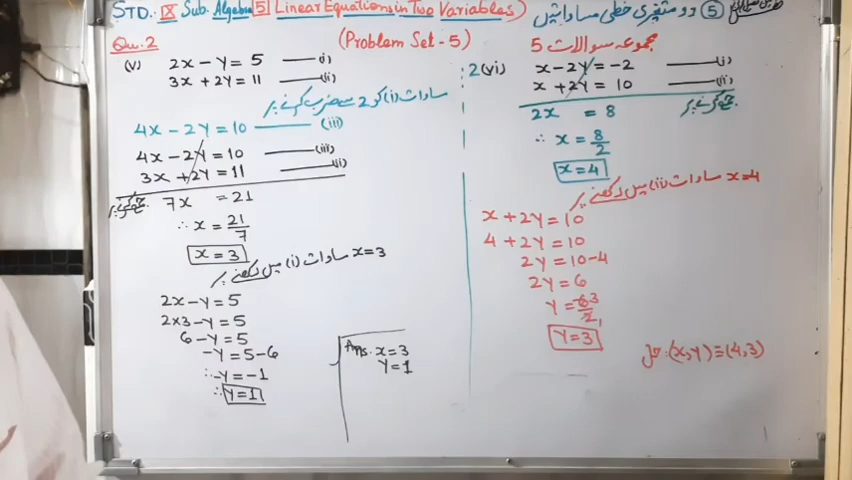 STD. IX Sub. Algebra 5 Linear Equations in Two Variables) دو متغیری خطی مساواتیں 5
(Problem Set-5) مجموعہ سوالات 5
Qu.2
(v) 2x - y = 5 —(i)
3x + 2y = 11 —(ii)
مساوات (i) کو 2 سے ضرب کرنے پر
4x - 2y = 10 —(iii)
4x - 2y = 10 —(iii)
3x + 2y = 11 —(ii)
جمع کرنے پر 7x = 21
∴ x = 21/7
x = 3
x=3 مساوات (i) میں رکھنے پر
2x - y = 5
2×3 - y = 5
6 - y = 5
-y = 5-6
∴ -y = -1
∴ y = 1
Ans. x = 3
y = 1
2(vi) x - 2y = -2 —(i)
x + 2y = 10 —(ii)
2x = 8 جمع کرنے پر
∴ x = 8/2
x = 4
x=4 مساوات (ii) میں رکھنے پر
x + 2y = 10
4 + 2y = 10
2y = 10-4
2y = 6
y = 6 3/2 1
y = 3
حل: (x,y) = (4,3)